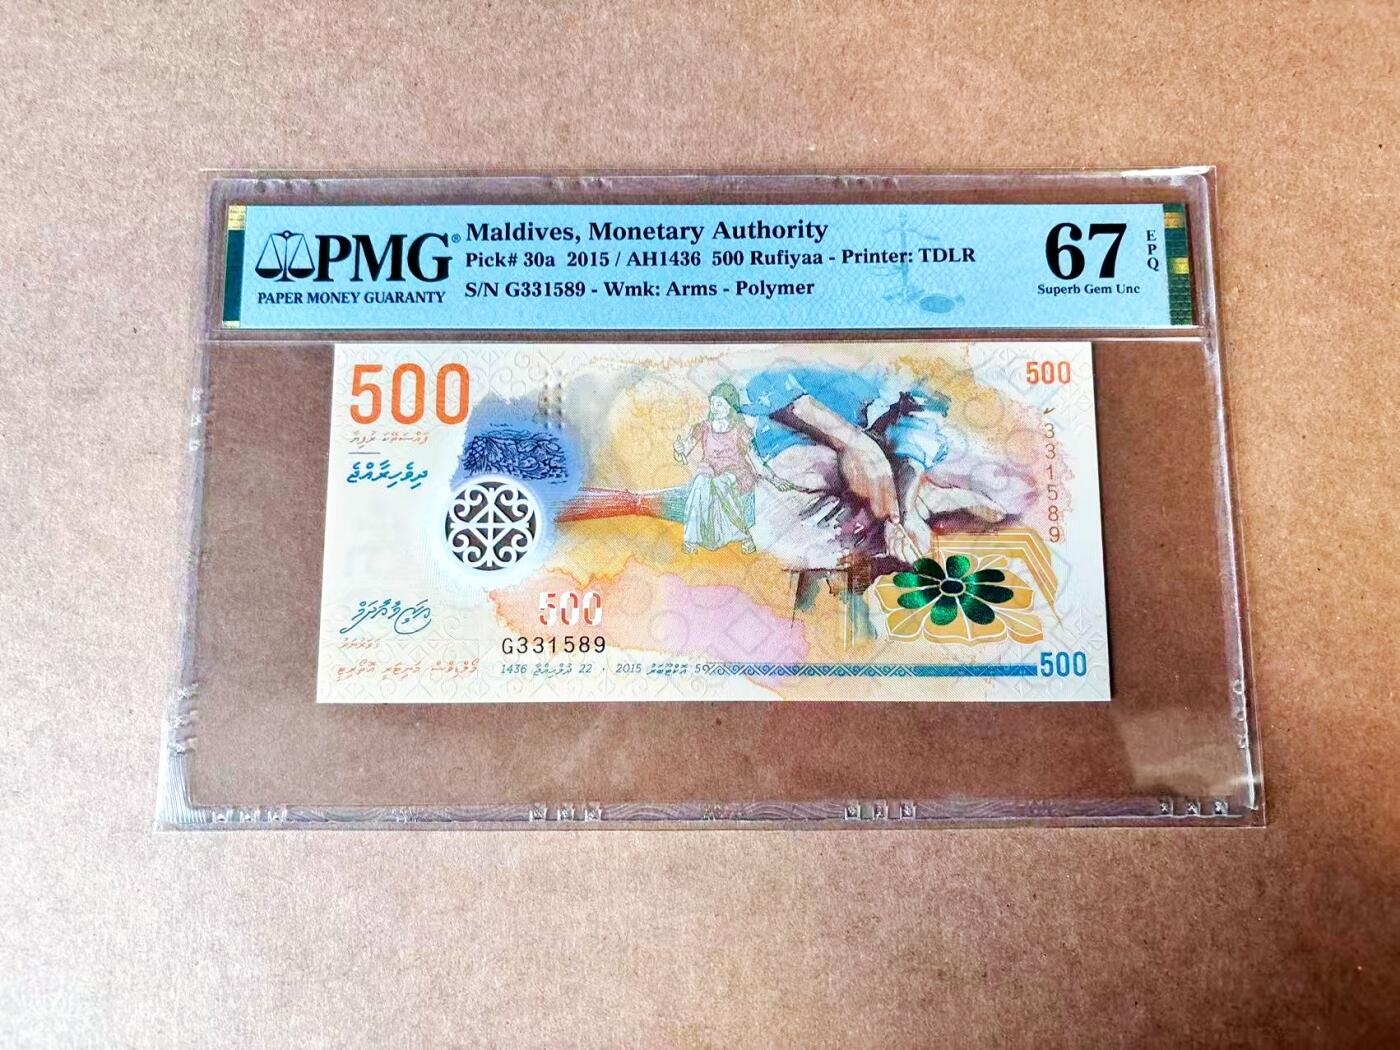 PMG®
PAPER MONEY GUARANTY
Maldives, Monetary Authority
Pick# 30a 2015 / AH1436 500 Rufiyaa - Printer: TDLR
S/N G331589 - Wmk: Arms - Polymer
67
EPQ
Superb Gem Unc
500
500
ފަސްސަތޭކަ ރުފިޔާ
ދިވެހިރާއްޖެ
331589
500
G331589
ގަވަރުނަރު
މޯލްޑިވްސް މަނިޓަރީ އޮތޯރިޓީ
1436 ޛުލްޙިއްޖާ 22 · 2015 އޮކްޓޫބަރު 5
500